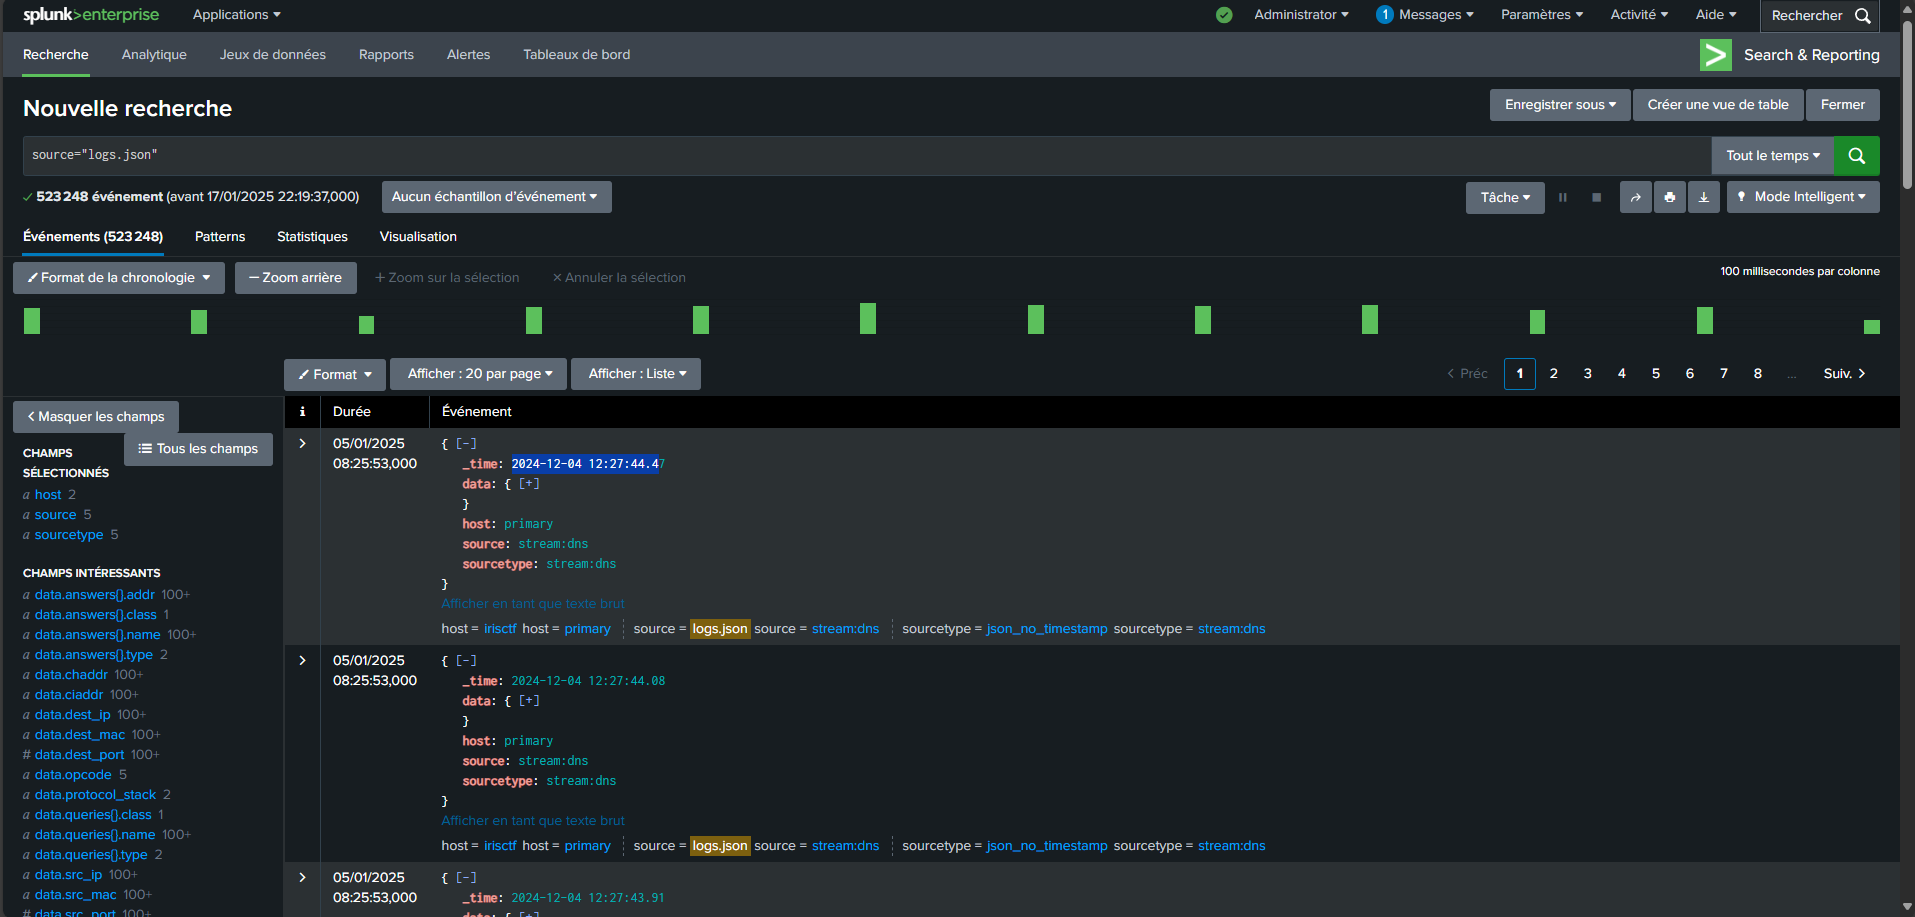 splunk>enterprise Applications Administrator 1 Messages Paramètres Activité Aide Rechercher
Recherche Analytique Jeux de données Rapports Alertes Tableaux de bord Search & Reporting
Nouvelle recherche Enregistrer sous Créer une vue de table Fermer
source="logs.json" Tout le temps
523 248 événement (avant 17/01/2025 22:19:37,000) Aucun échantillon d'événement Tâche Mode Intelligent
Événements (523 248) Patterns Statistiques Visualisation
Format de la chronologie — Zoom arrière + Zoom sur la sélection × Annuler la sélection 100 millisecondes par colonne
Format Afficher : 20 par page Afficher : Liste < Préc 1 2 3 4 5 6 7 8 ... Suiv. >
< Masquer les champs
Tous les champs
CHAMPS SÉLECTIONNÉS
a host 2
a source 5
a sourcetype 5
CHAMPS INTÉRESSANTS
a data.answers{}.addr 100+
a data.answers{}.class 1
a data.answers{}.name 100+
a data.answers{}.type 2
a data.chaddr 100+
a data.ciaddr 100+
a data.dest_ip 100+
a data.dest_mac 100+
# data.dest_port 100+
a data.opcode 5
a data.protocol_stack 2
a data.queries{}.class 1
a data.queries{}.name 100+
a data.queries{}.type 2
a data.src_ip 100+
a data.src_mac 100+
# data.src_port 100+
i Durée Événement
> 05/01/2025 08:25:53,000
{ [-]
_time: 2024-12-04 12:27:44.47
data: { [+]
}
host: primary
source: stream:dns
sourcetype: stream:dns
}
Afficher en tant que texte brut
host = irisctf host = primary source = logs.json source = stream:dns sourcetype = json_no_timestamp sourcetype = stream:dns
> 05/01/2025 08:25:53,000
{ [-]
_time: 2024-12-04 12:27:44.08
data: { [+]
}
host: primary
source: stream:dns
sourcetype: stream:dns
}
Afficher en tant que texte brut
host = irisctf host = primary source = logs.json source = stream:dns sourcetype = json_no_timestamp sourcetype = stream:dns
> 05/01/2025 08:25:53,000
{ [-]
_time: 2024-12-04 12:27:43.91
data: { [+]